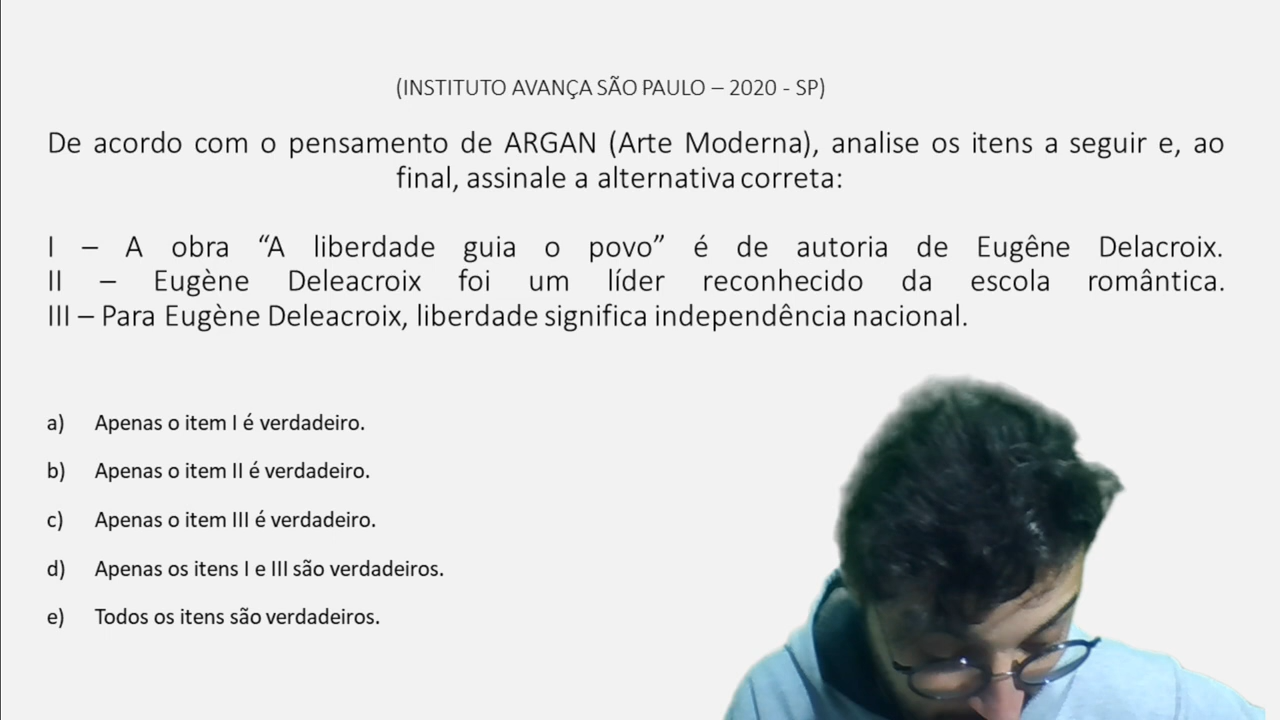 (INSTITUTO AVANÇA SÃO PAULO – 2020 - SP)
De acordo com o pensamento de ARGAN (Arte Moderna), analise os itens a seguir e, ao
final, assinale a alternativa correta:
I – A obra “A liberdade guia o povo” é de autoria de Eugêne Delacroix.
II – Eugène Deleacroix foi um líder reconhecido da escola romântica.
III – Para Eugène Deleacroix, liberdade significa independência nacional.
a) Apenas o item I é verdadeiro.
b) Apenas o item II é verdadeiro.
c) Apenas o item III é verdadeiro.
d) Apenas os itens I e III são verdadeiros.
e) Todos os itens são verdadeiros.